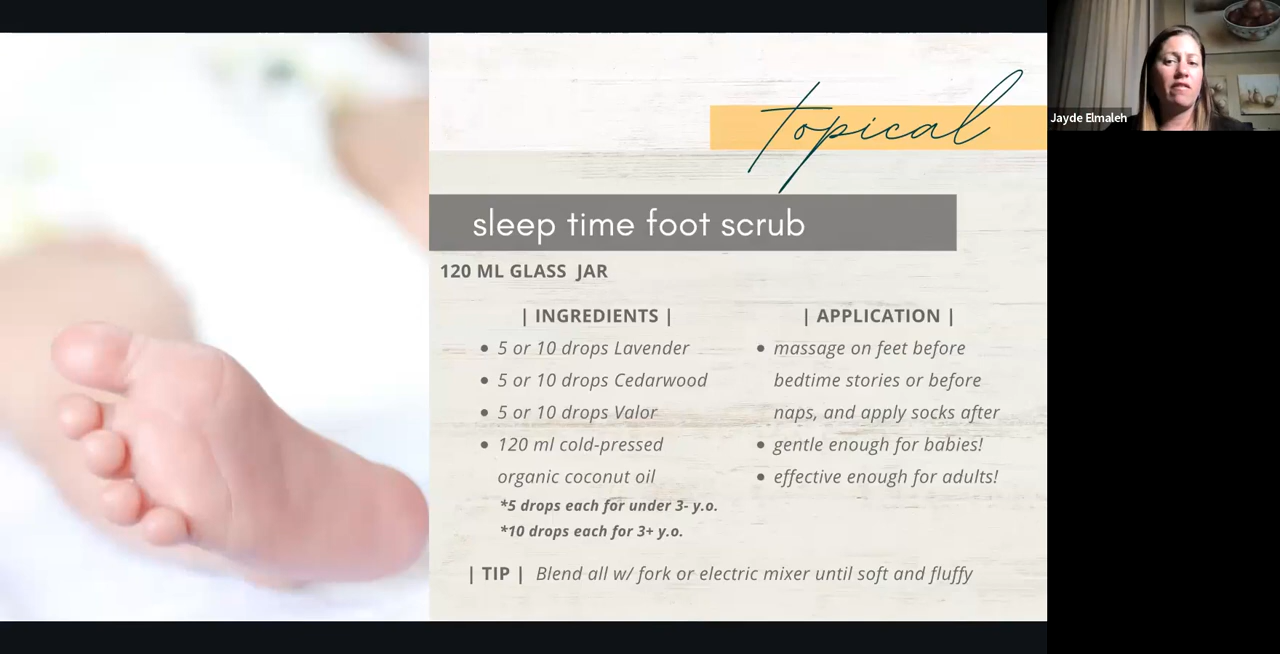 topical
Jayde Elmaleh
sleep time foot scrub
120 ML GLASS JAR
| INGREDIENTS |
• 5 or 10 drops Lavender
• 5 or 10 drops Cedarwood
• 5 or 10 drops Valor
• 120 ml cold-pressed
organic coconut oil
*5 drops each for under 3- y.o.
*10 drops each for 3+ y.o.
| APPLICATION |
• massage on feet before
bedtime stories or before
naps, and apply socks after
• gentle enough for babies!
• effective enough for adults!
| TIP | Blend all w/ fork or electric mixer until soft and fluffy